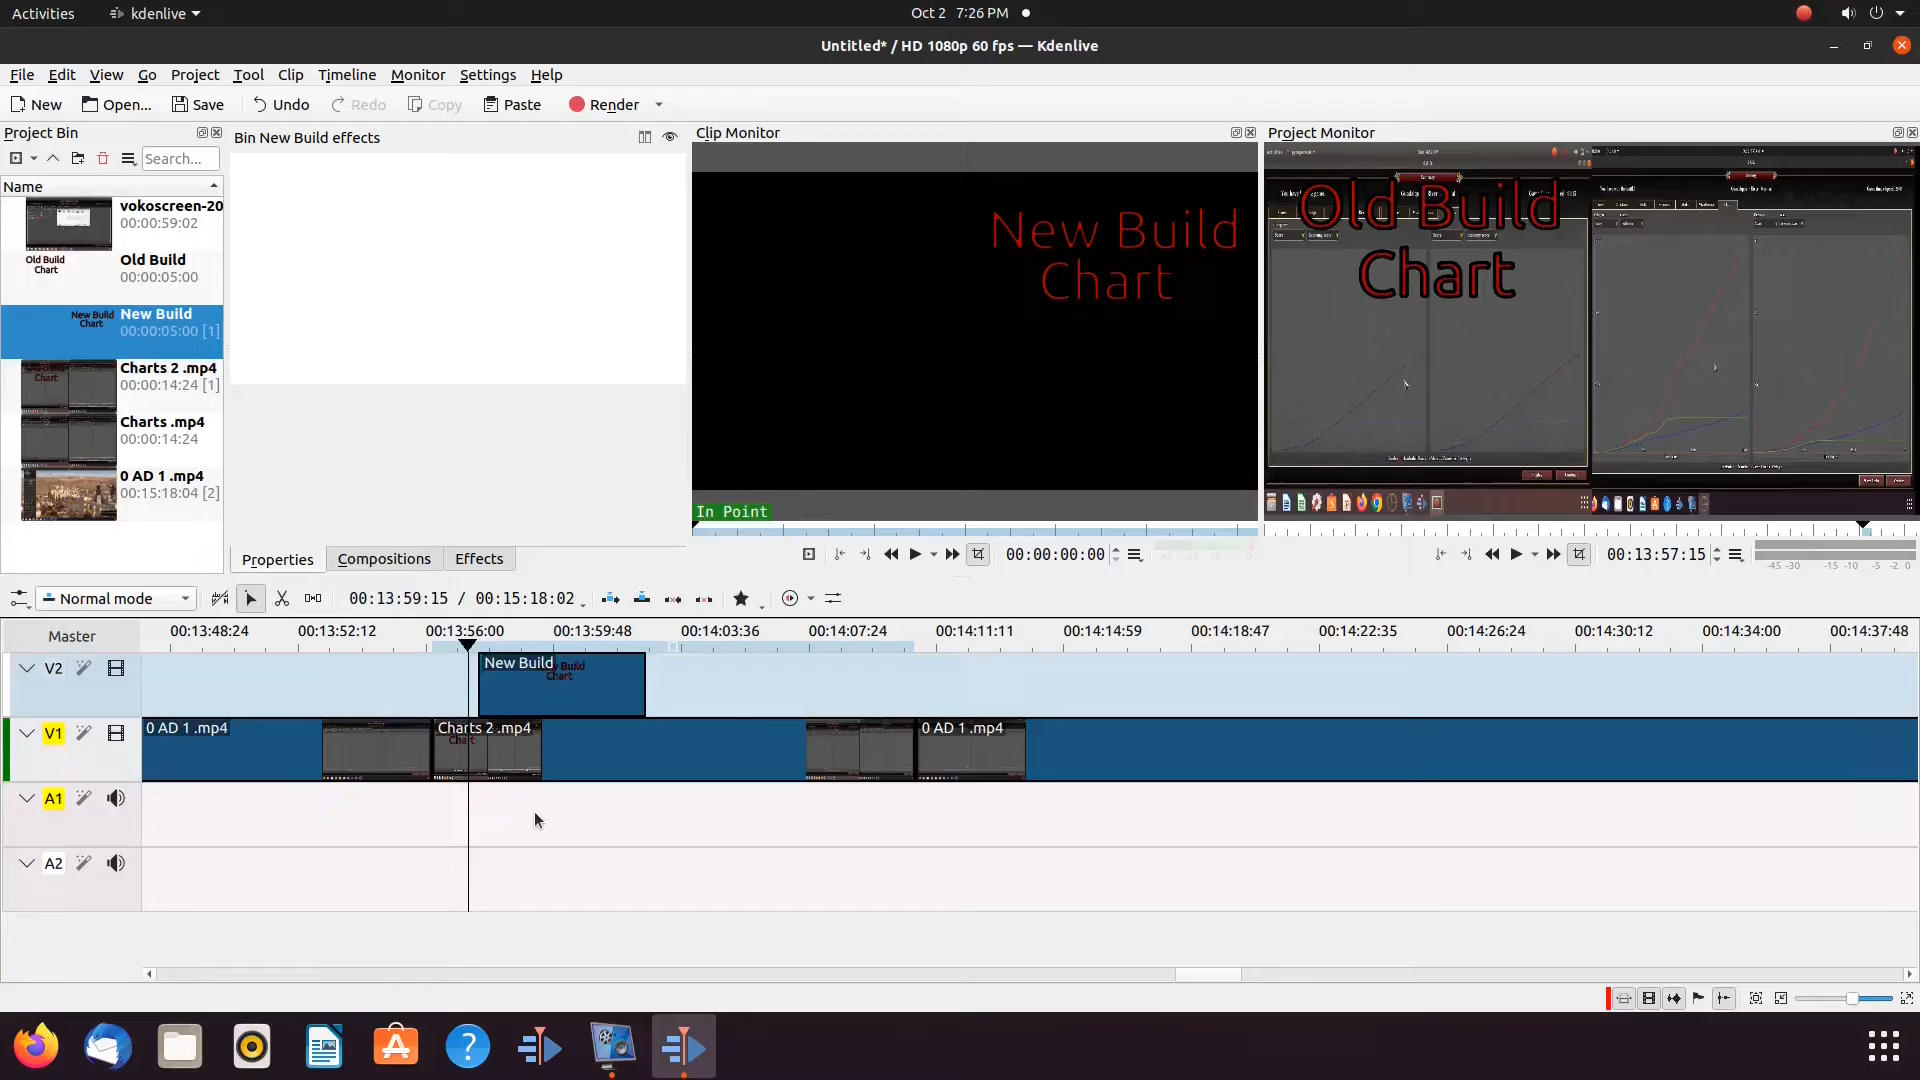 Activities
kdenlive
Oct 2 7:26 PM
Untitled* / HD 1080p 60 fps — Kdenlive
File Edit View Go Project Tool Clip Timeline Monitor Settings Help
New Open... Save Undo Redo Copy Paste Render
Project Bin
Search...
Name
vokoscreen-20
00:00:59:02
Old Build
Chart
Old Build
00:00:05:00
New Build
Chart
New Build
00:00:05:00 [1]
Charts 2 .mp4
00:00:14:24 [1]
Charts .mp4
00:00:14:24
0 AD 1 .mp4
00:15:18:04 [2]
Bin New Build effects
Properties Compositions Effects
Clip Monitor
New Build
Chart
In Point
00:00:00:00
-45 -30 -15 -10 -5 -2 0
Project Monitor
Old Build
Chart
00:13:57:15
-45 -30 -15 -10 -5 -2 0
Normal mode
00:13:59:15 / 00:15:18:02
Master
00:13:48:24 00:13:52:12 00:13:56:00 00:13:59:48 00:14:03:36 00:14:07:24 00:14:11:11 00:14:14:59 00:14:18:47 00:14:22:35 00:14:26:24 00:14:30:12 00:14:34:00 00:14:37:48
V2
New Build
V1
0 AD 1 .mp4
Charts 2 .mp4
0 AD 1 .mp4
A1
A2